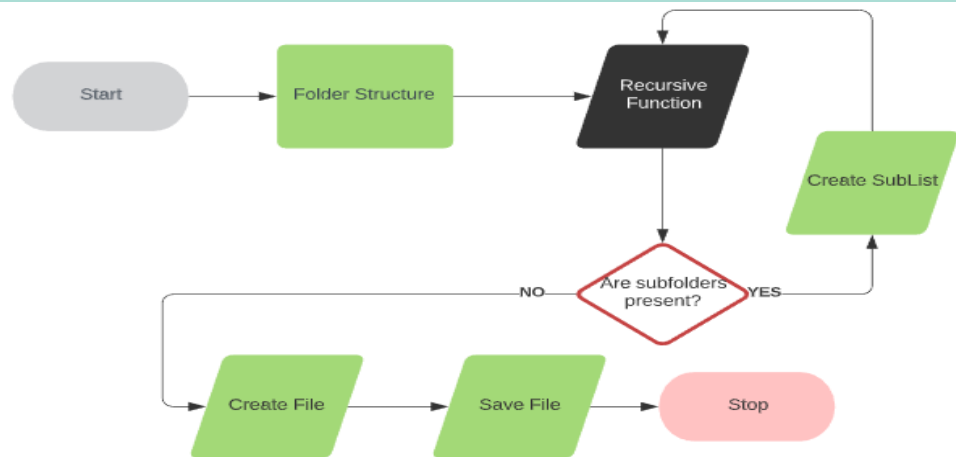 Start
Folder Structure
Recursive
Function
Create SubList
Are subfolders
present?
NO
YES
Create File
Save File
Stop